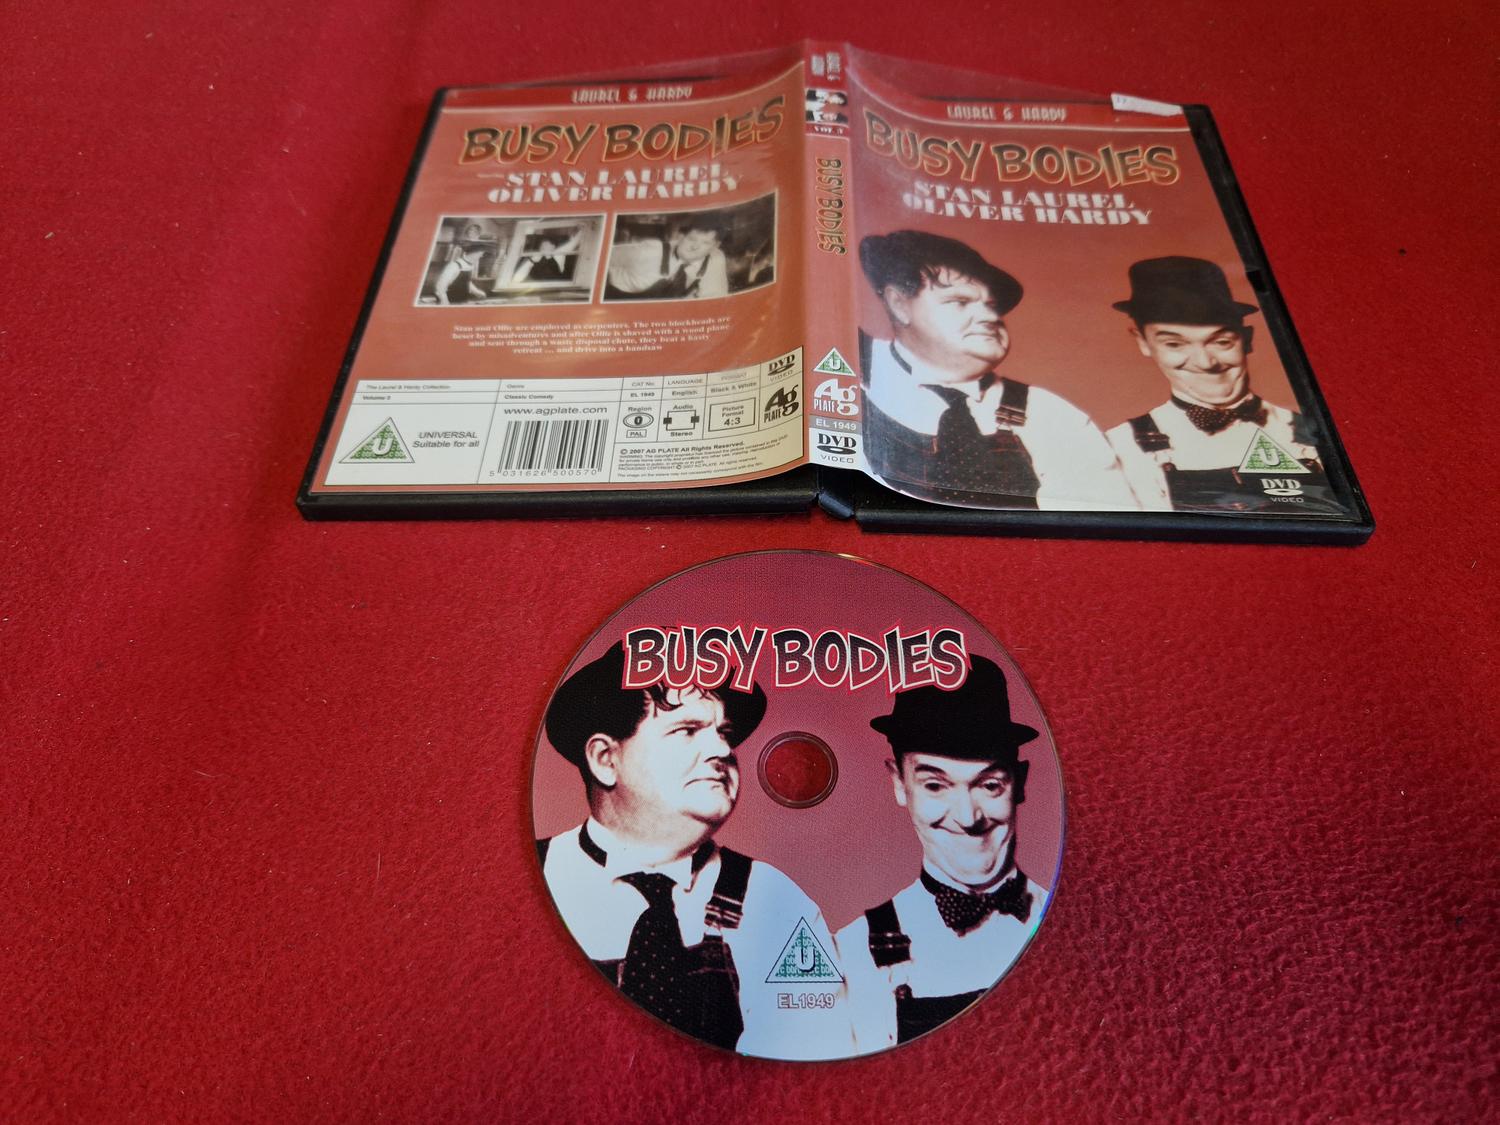 LAUREL & HARDY
BUSY BODIES
STAN LAUREL
OLIVER HARDY
Stan and Ollie are employed as carpenters. The two blockheads are
beset by misadventures and after Ollie is shaved with a wood plane
and sent through a waste disposal chute, they beat a hasty
retreat ... and drive into a bandsaw
The Laurel & Hardy Collection
Genre
CAT No.
LANGUAGE
DVD
VIDEO
Classic Comedy
EL 1949
English
Black & White
U
UNIVERSAL
Suitable for all
www.agplate.com
5 031626 500570
Region
0
PAL
Audio
Stereo
Picture
Format
4:3
Ag
PLATE
© 2007 AG PLATE All Rights Reserved.
BUSY BODIES
U
Ag
PLATE
EL 1949
DVD
VIDEO
LAUREL & HARDY
BUSY BODIES
STAN LAUREL
OLIVER HARDY
U
DVD
VIDEO
BUSY BODIES
U
EL1949